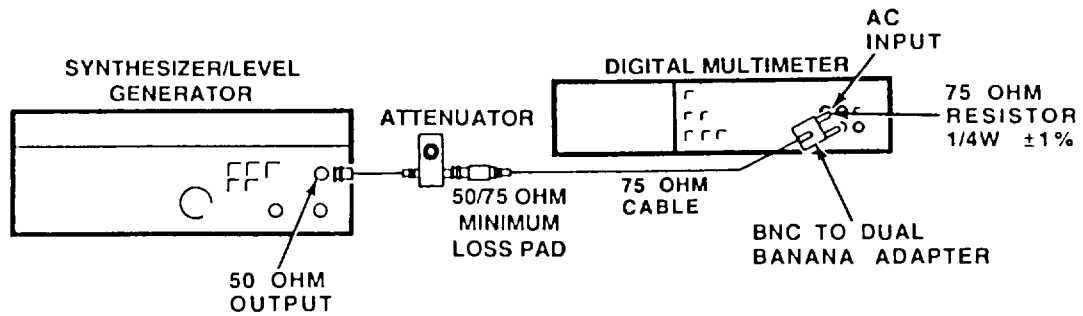 SYNTHESIZER/LEVEL
GENERATOR
ATTENUATOR
DIGITAL MULTIMETER
AC
INPUT
75 OHM
RESISTOR
1/4W ±1%
50/75 OHM
MINIMUM
LOSS PAD
75 OHM
CABLE
BNC TO DUAL
BANANA ADAPTER
50 OHM
OUTPUT